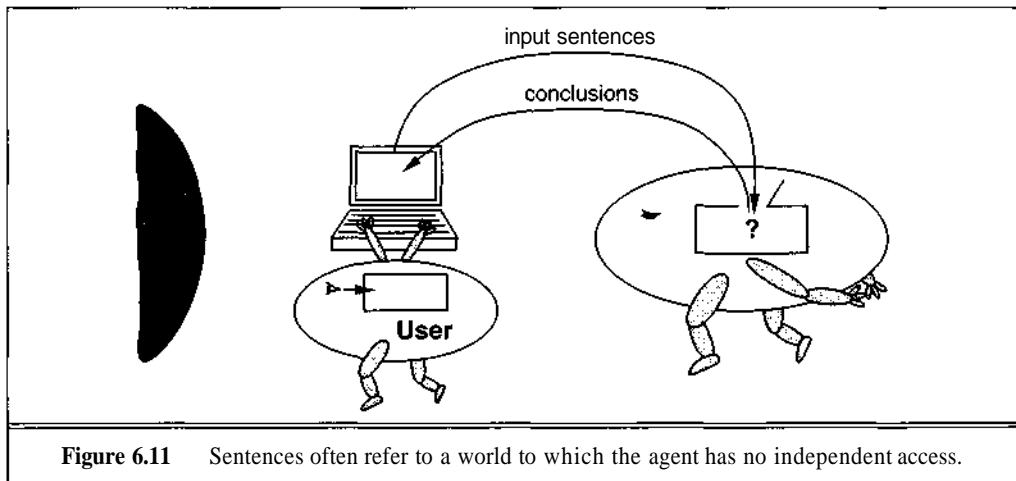 input sentences
conclusions
?
User
Figure 6.11 Sentences often refer to a world to which the agent has no independent access.